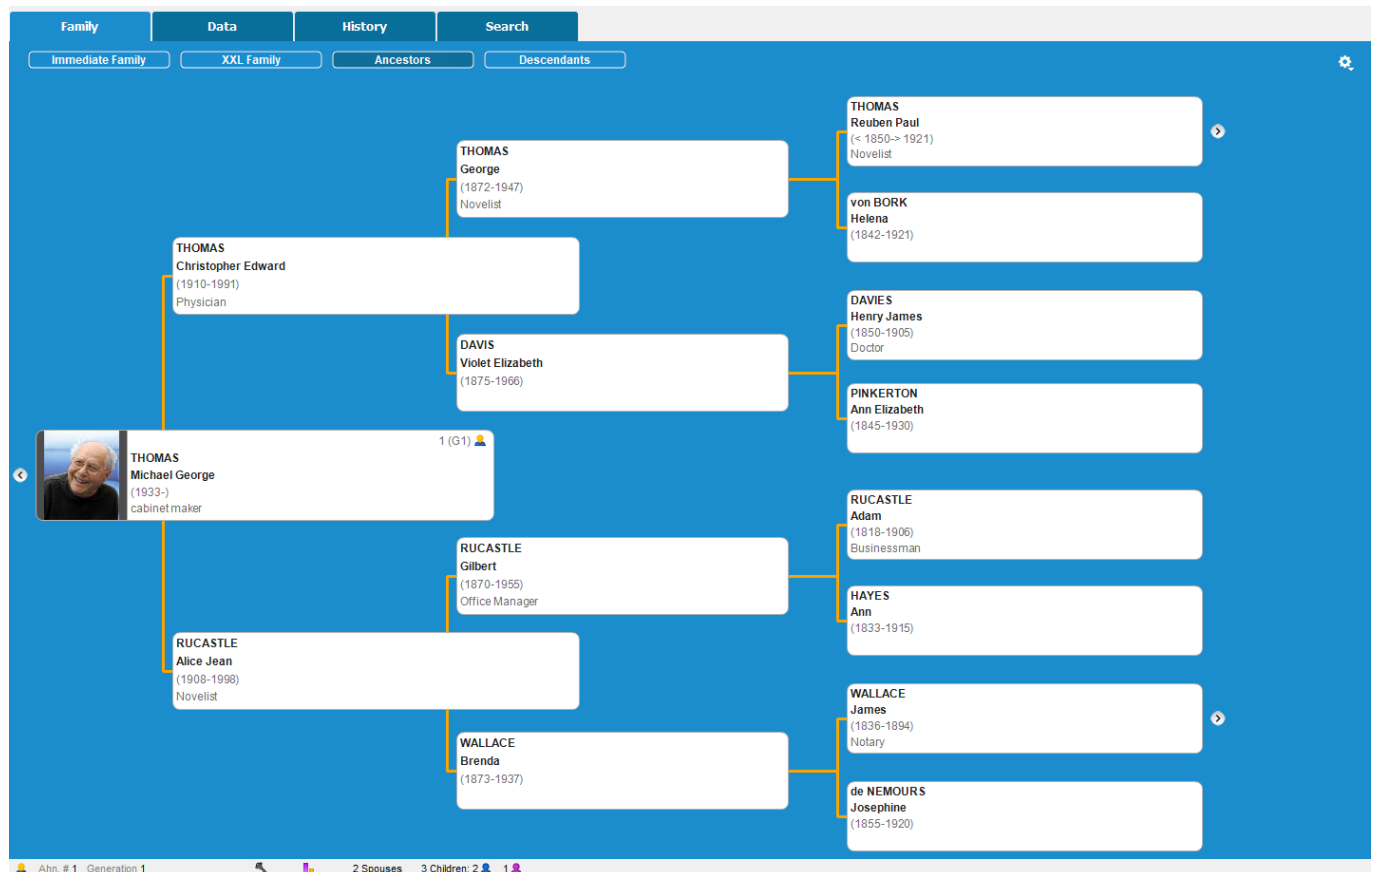 Family Data History Search
Immediate Family XXL Family Ancestors Descendants
THOMAS
Reuben Paul
(< 1850-> 1921)
Novelist
THOMAS
George
(1872-1947)
Novelist
von BORK
Helena
(1842-1921)
THOMAS
Christopher Edward
(1910-1991)
Physician
DAVIES
Henry James
(1850-1905)
Doctor
DAVIS
Violet Elizabeth
(1875-1966)
PINKERTON
Ann Elizabeth
(1845-1930)
1 (G1)
THOMAS
Michael George
(1933-)
cabinet maker
RUCASTLE
Adam
(1818-1906)
Businessman
RUCASTLE
Gilbert
(1870-1955)
Office Manager
HAYES
Ann
(1833-1915)
RUCASTLE
Alice Jean
(1908-1998)
Novelist
WALLACE
James
(1836-1894)
Notary
WALLACE
Brenda
(1873-1937)
de NEMOURS
Josephine
(1855-1920)
Ahn. # 1 Generation 1 2 Spouses 3 Children: 2 1